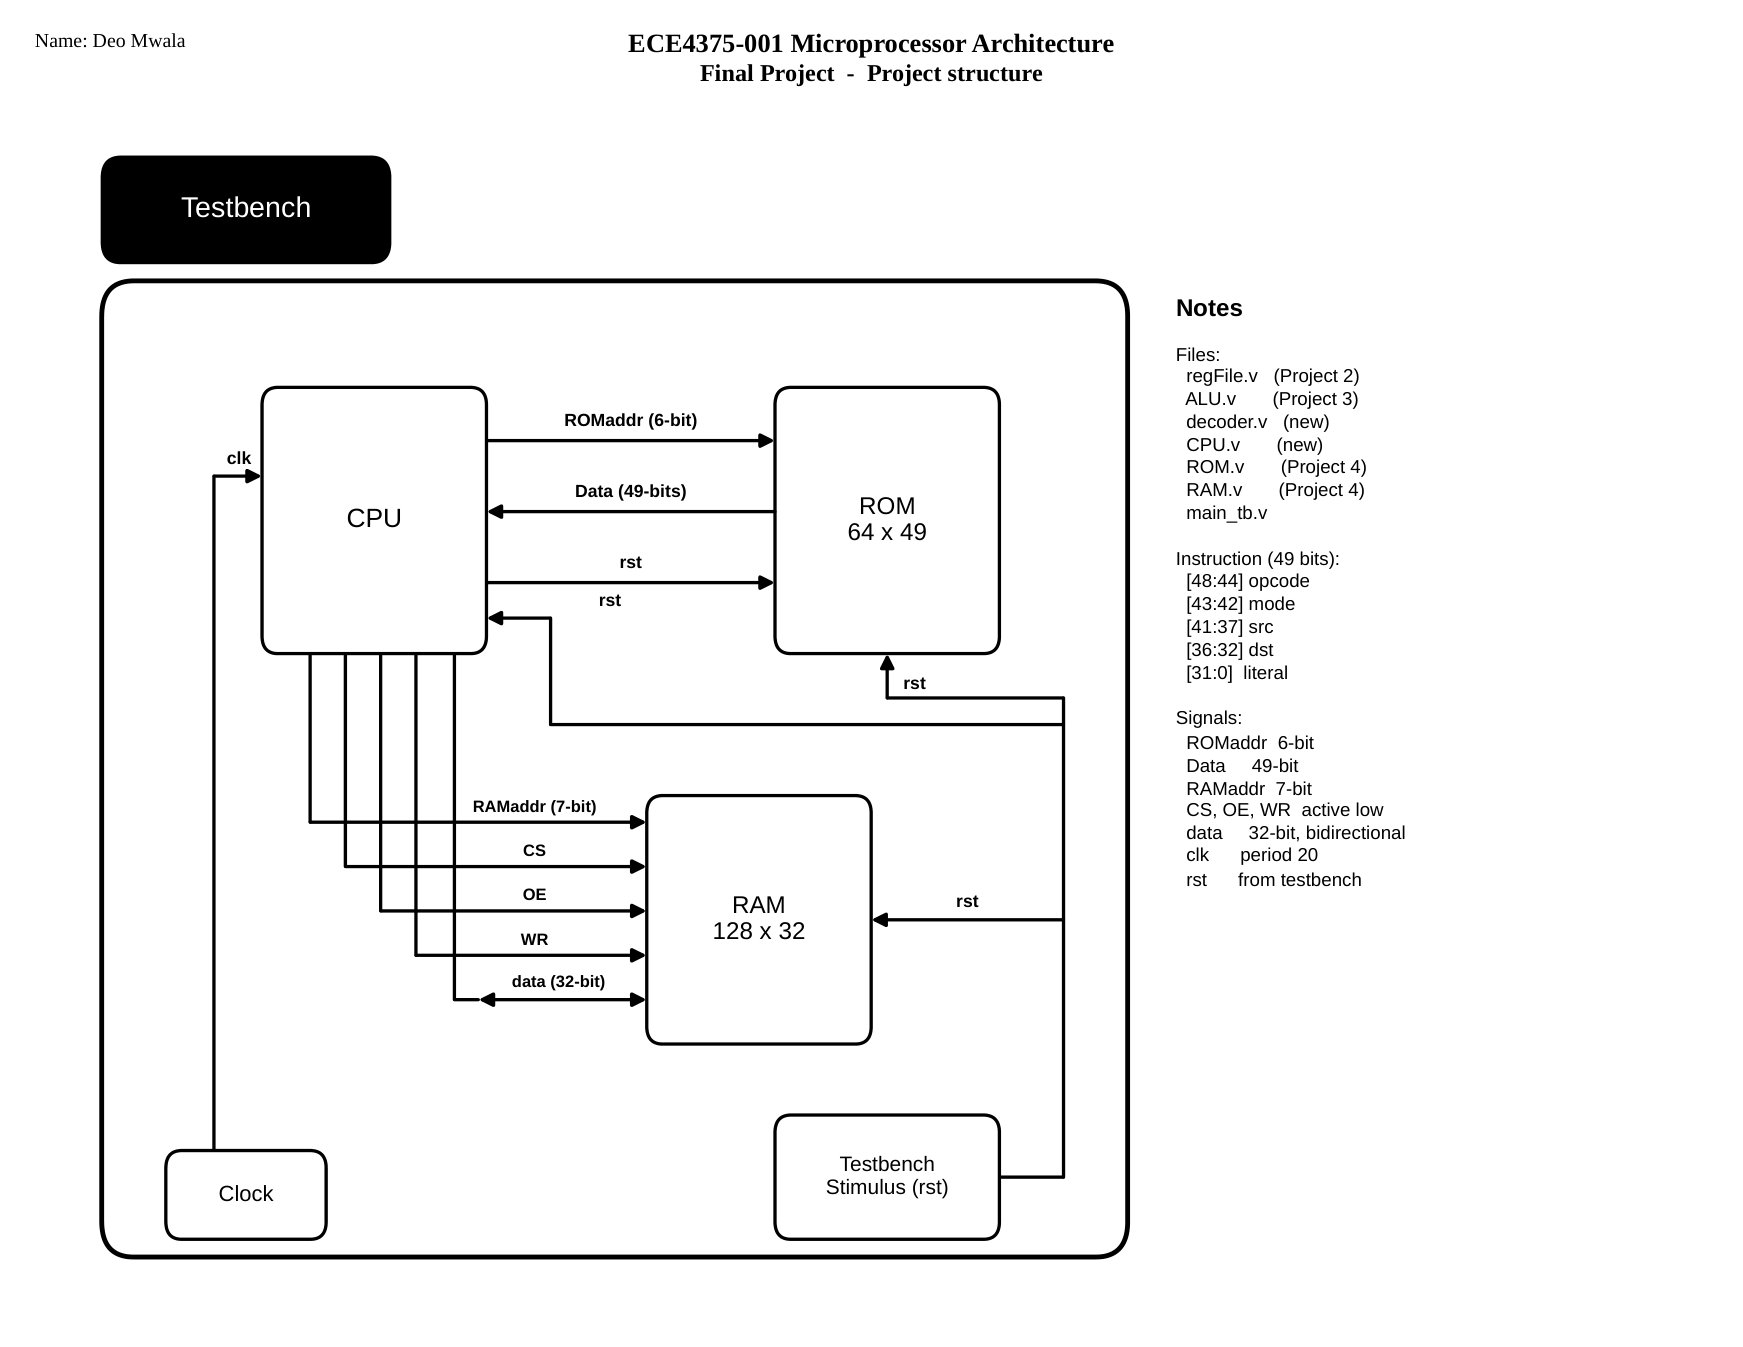 Name: Deo Mwala
ECE4375-001 Microprocessor Architecture
Final Project - Project structure
Testbench
Notes
Files:
regFile.v (Project 2)
ALU.v (Project 3)
decoder.v (new)
CPU.v (new)
ROM.v (Project 4)
RAM.v (Project 4)
main_tb.v
Instruction (49 bits):
[48:44] opcode
[43:42] mode
[41:37] src
[36:32] dst
[31:0] literal
Signals:
ROMaddr 6-bit
Data 49-bit
RAMaddr 7-bit
CS, OE, WR active low
data 32-bit, bidirectional
clk period 20
rst from testbench
ROMaddr (6-bit)
clk
Data (49-bits)
CPU
ROM
64 x 49
rst
rst
rst
RAMaddr (7-bit)
CS
OE
WR
data (32-bit)
RAM
128 x 32
rst
Testbench
Stimulus (rst)
Clock